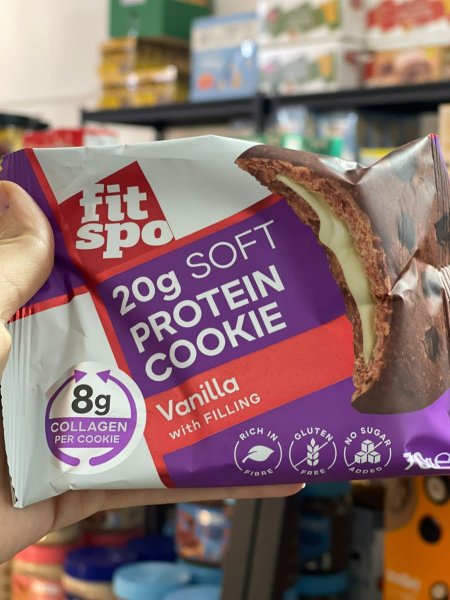 fit
spo
20g SOFT
PROTEIN
COOKIE
Vanilla
with FILLING
8g
COLLAGEN
PER COOKIE
RICH IN
FIBRE
GLUTEN
FREE
NO SUGAR
ADDED